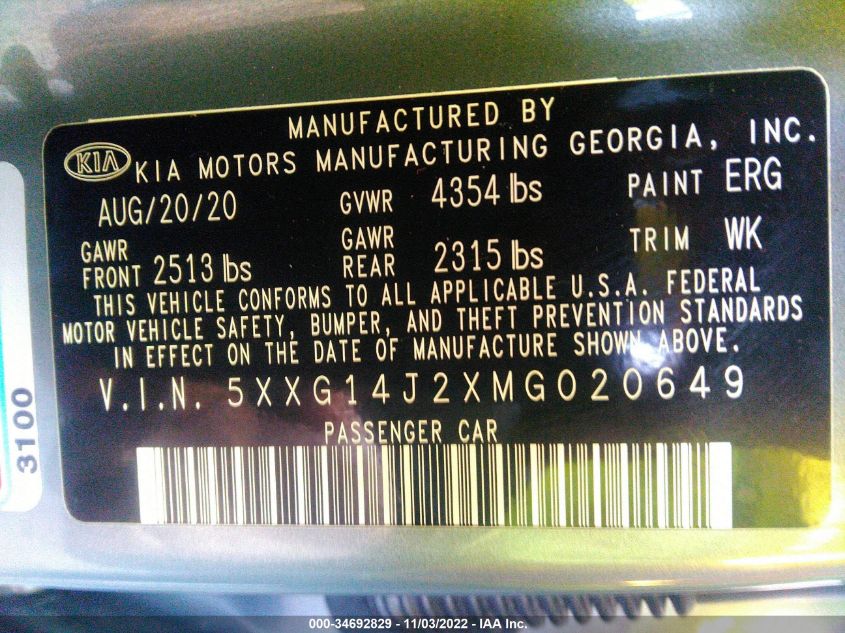 MANUFACTURED BY
KIA KIA MOTORS MANUFACTURING GEORGIA, INC.
AUG/20/20 GVWR 4354 lbs PAINT ERG
GAWR FRONT 2513 lbs GAWR REAR 2315 lbs TRIM WK
THIS VEHICLE CONFORMS TO ALL APPLICABLE U.S.A. FEDERAL
MOTOR VEHICLE SAFETY, BUMPER, AND THEFT PREVENTION STANDARDS
IN EFFECT ON THE DATE OF MANUFACTURE SHOWN ABOVE.
V.I.N. 5XXG14J2XMG020649
PASSENGER CAR
3100
000-34692829 - 11/03/2022 - IAA Inc.